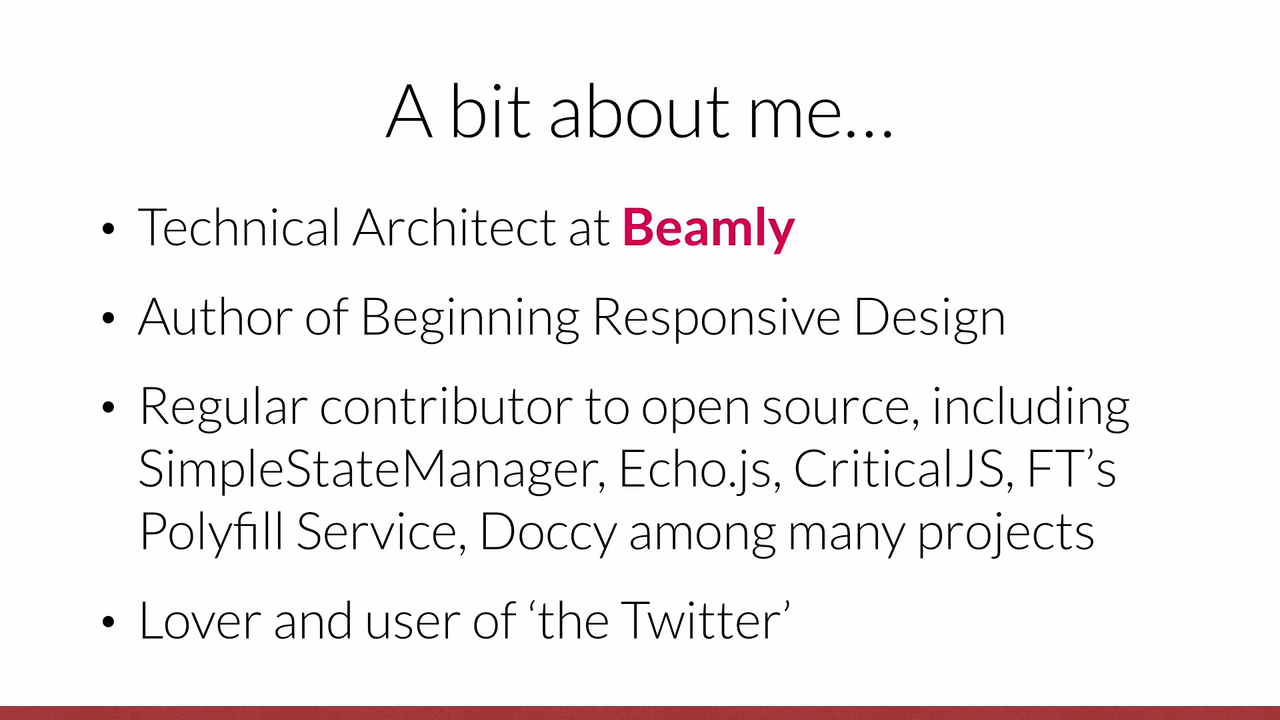 A bit about me…
• Technical Architect at Beamly
• Author of Beginning Responsive Design
• Regular contributor to open source, including
SimpleStateManager, Echo.js, CriticalJS, FT’s
Polyfill Service, Doccy among many projects
• Lover and user of ‘the Twitter’